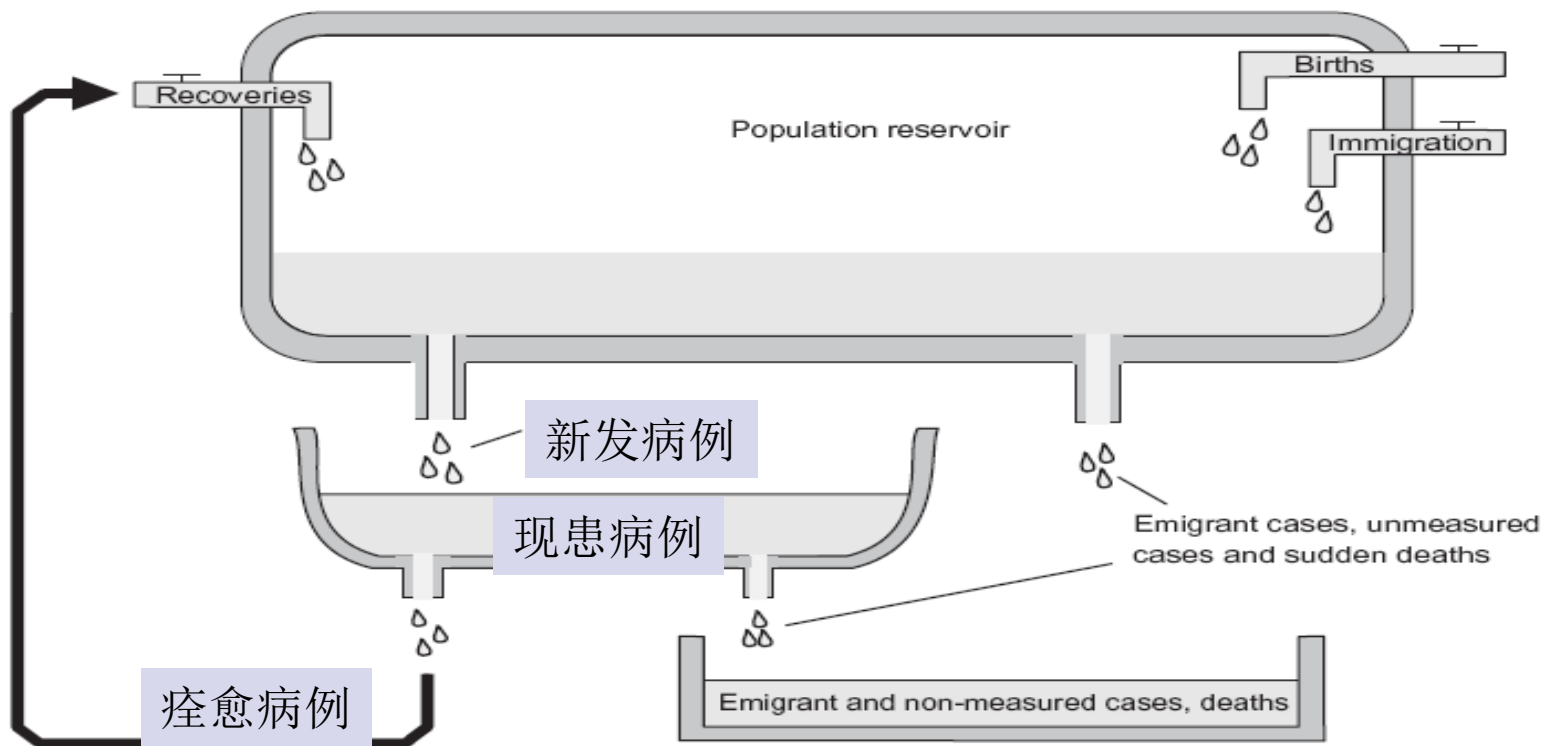 Births
Recoveries
Population reservoir
Immigration
新发病例
现患病例
Emigrant cases, unmeasured
cases and sudden deaths
痊愈病例
Emigrant and non-measured cases, deaths